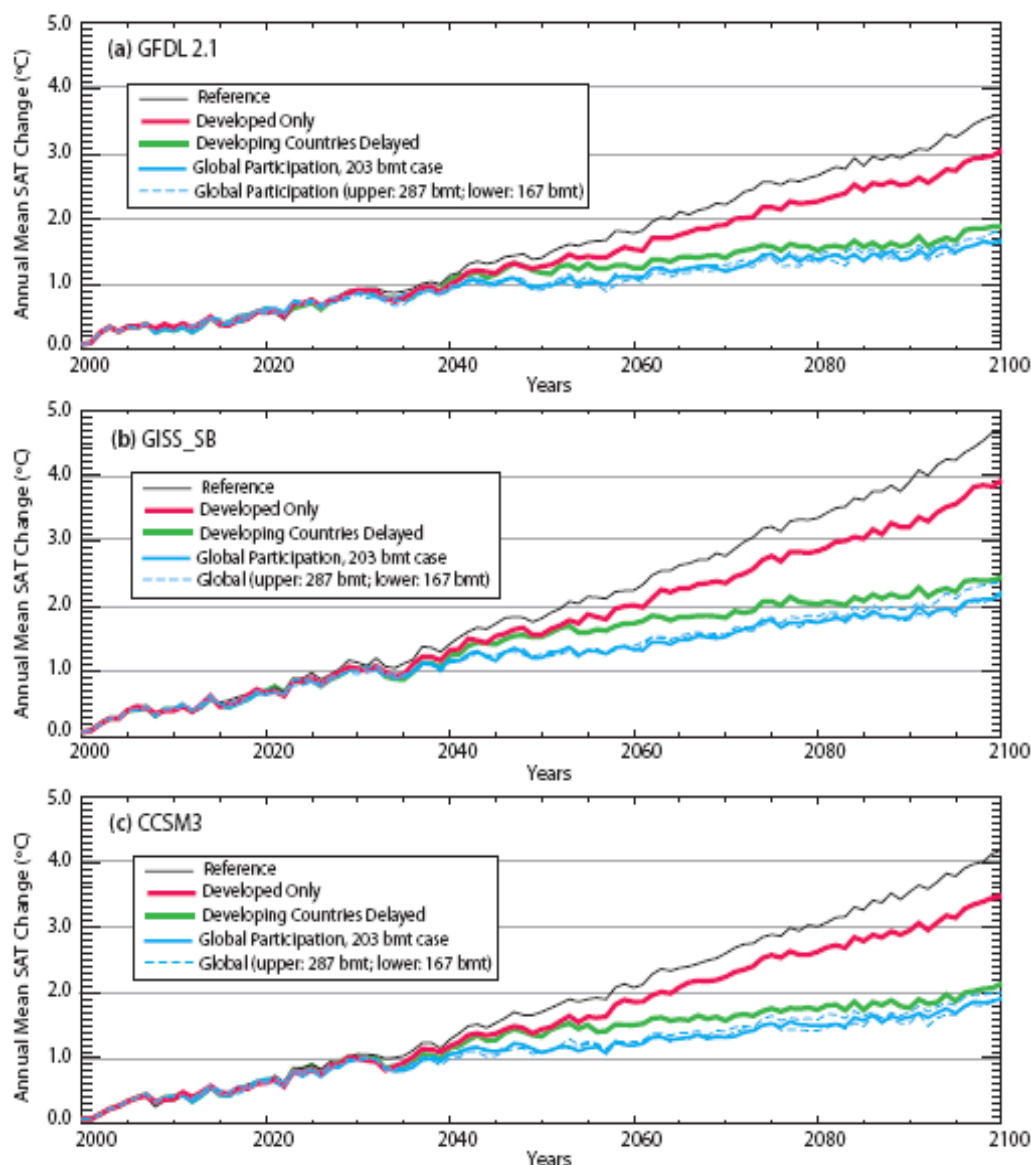 Annual Mean SAT Change (°C)
5.0
4.0
3.0
2.0
1.0
0.0
(a) GFDL 2.1
Reference
Developed Only
Developing Countries Delayed
Global Participation, 203 bmt case
Global Participation (upper: 287 bmt; lower: 167 bmt)
2000 2020 2040 2060 2080 2100
Years
Annual Mean SAT Change (°C)
5.0
4.0
3.0
2.0
1.0
0.0
(b) GISS_SB
Reference
Developed Only
Developing Countries Delayed
Global Participation, 203 bmt case
Global (upper: 287 bmt; lower: 167 bmt)
2000 2020 2040 2060 2080 2100
Years
Annual Mean SAT Change (°C)
5.0
4.0
3.0
2.0
1.0
0.0
(c) CCSM3
Reference
Developed Only
Developing Countries Delayed
Global Participation, 203 bmt case
Global (upper: 287 bmt; lower: 167 bmt)
2000 2020 2040 2060 2080 2100
Years